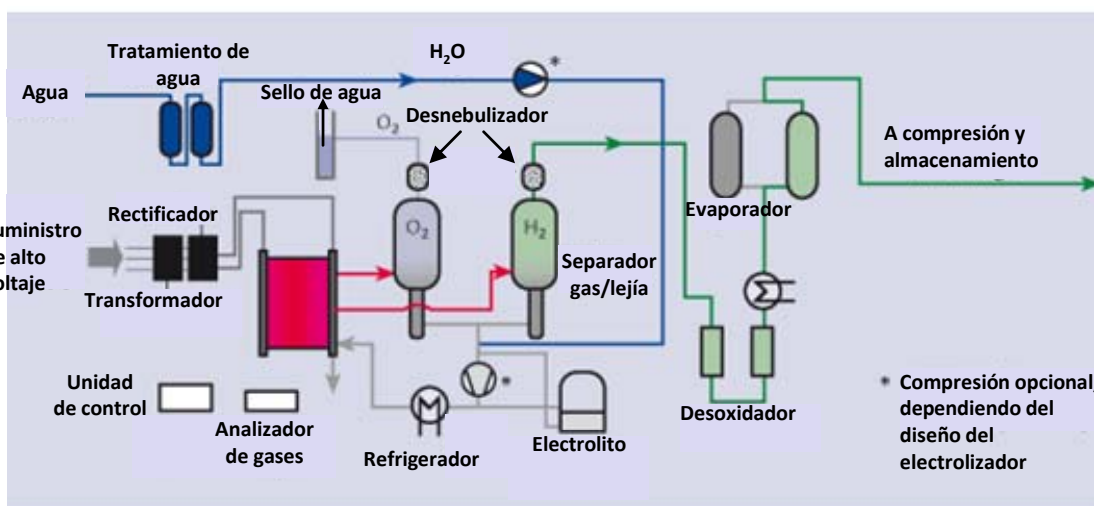 Tratamiento de
agua
H₂O
*
Agua
Sello de agua
O₂
Desnebulizador
A compresión y
almacenamiento
Rectificador
uministro
e alto
oltaje
Transformador
O₂
H₂
Separador
gas/lejía
Evaporador
Unidad
de control
Analizador
de gases
Refrigerador
*
Electrolito
Desoxidador
* Compresión opcional,
dependiendo del
diseño del
electrolizador